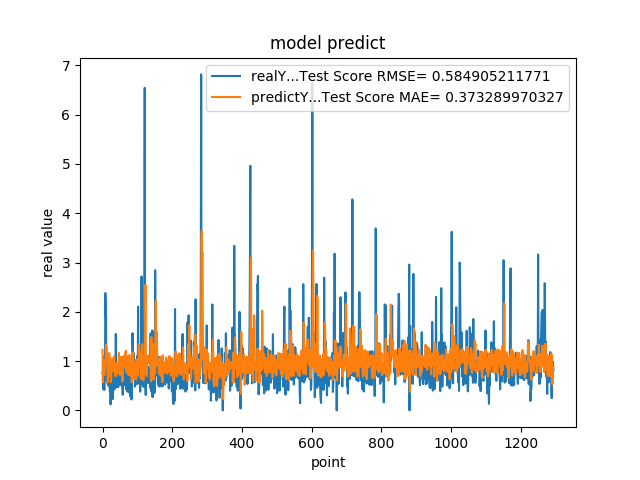 model predict
realY...Test Score RMSE= 0.584905211771
predictY...Test Score MAE= 0.373289970327
7
6
5
4
3
2
1
0
real value
0 200 400 600 800 1000 1200
point